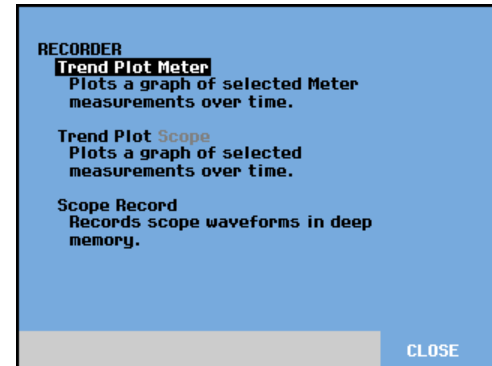 RECORDER
Trend Plot Meter
Plots a graph of selected Meter
measurements over time.
Trend Plot Scope
Plots a graph of selected
measurements over time.
Scope Record
Records scope waveforms in deep
memory.
CLOSE